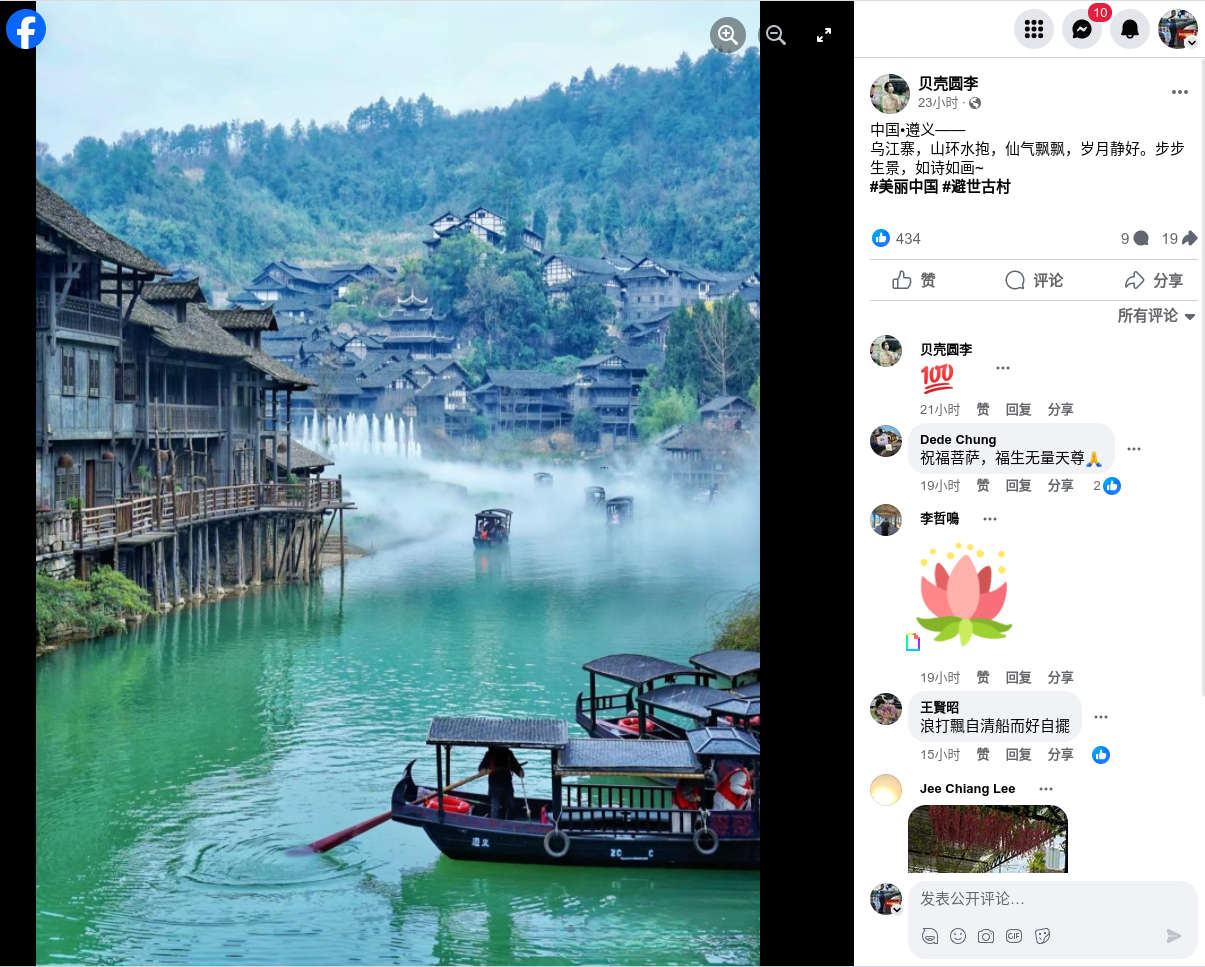 10
贝壳圆李
23小时 ·
中国•遵义——
乌江寨，山环水抱，仙气飘飘，岁月静好。步步
生景，如诗如画~
#美丽中国 #避世古村
434
9
19
赞
评论
分享
所有评论
贝壳圆李
💯
21小时 赞 回复 分享
Dede Chung
祝福菩萨，福生无量天尊🙏
19小时 赞 回复 分享 2
李哲鳴
19小时 赞 回复 分享
王賢昭
浪打飄自清船而好自擺
15小时 赞 回复 分享
Jee Chiang Lee
发表公开评论…
GIF
遵义